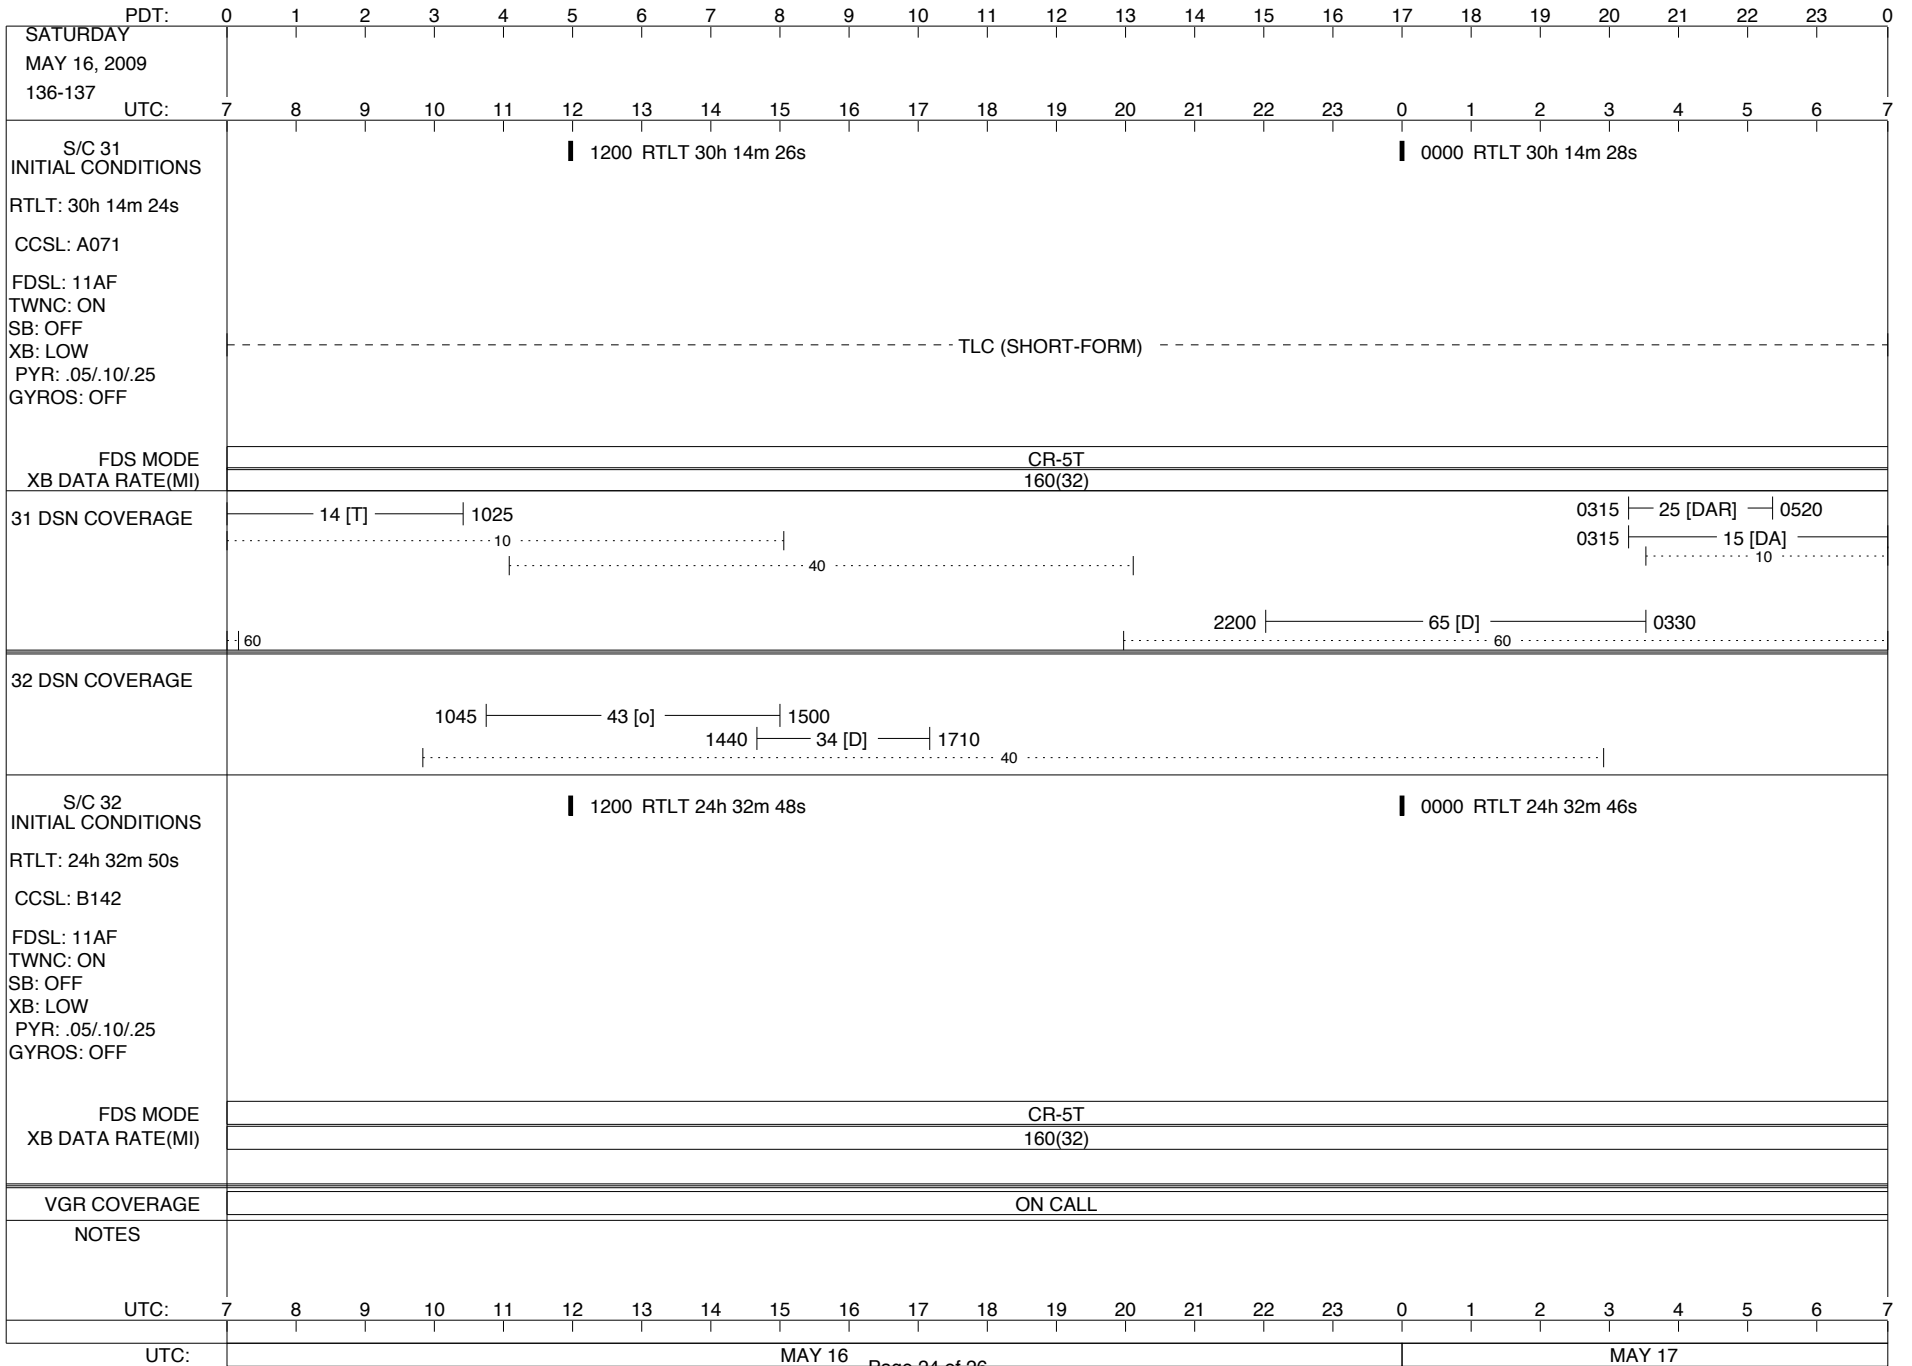 PDT: 0 1 2 3 4 5 6 7 8 9 10 11 12 13 14 15 16 17 18 19 20 21 22 23 0
SATURDAY
MAY 16, 2009
136-137
UTC: 7 8 9 10 11 12 13 14 15 16 17 18 19 20 21 22 23 0 1 2 3 4 5 6 7
S/C 31
INITIAL CONDITIONS
1200 RTLT 30h 14m 26s
0000 RTLT 30h 14m 28s
RTLT: 30h 14m 24s
CCSL: A071
FDSL: 11AF
TWNC: ON
SB: OFF
XB: LOW
TLC (SHORT-FORM)
PYR: .05/.10/.25
GYROS: OFF
FDS MODE CR-5T
XB DATA RATE(MI) 160(32)
31 DSN COVERAGE
14 [T] 1025
0315 25 [DAR] 0520
10
0315 15 [DA]
10
40
2200 65 [D] 0330
60
60
32 DSN COVERAGE
1045 43 [o] 1500
1440 34 [D] 1710
40
S/C 32
INITIAL CONDITIONS
1200 RTLT 24h 32m 48s
0000 RTLT 24h 32m 46s
RTLT: 24h 32m 50s
CCSL: B142
FDSL: 11AF
TWNC: ON
SB: OFF
XB: LOW
PYR: .05/.10/.25
GYROS: OFF
FDS MODE CR-5T
XB DATA RATE(MI) 160(32)
VGR COVERAGE ON CALL
NOTES
UTC: 7 8 9 10 11 12 13 14 15 16 17 18 19 20 21 22 23 0 1 2 3 4 5 6 7
UTC: MAY 16 MAY 17
Page 24 of 26